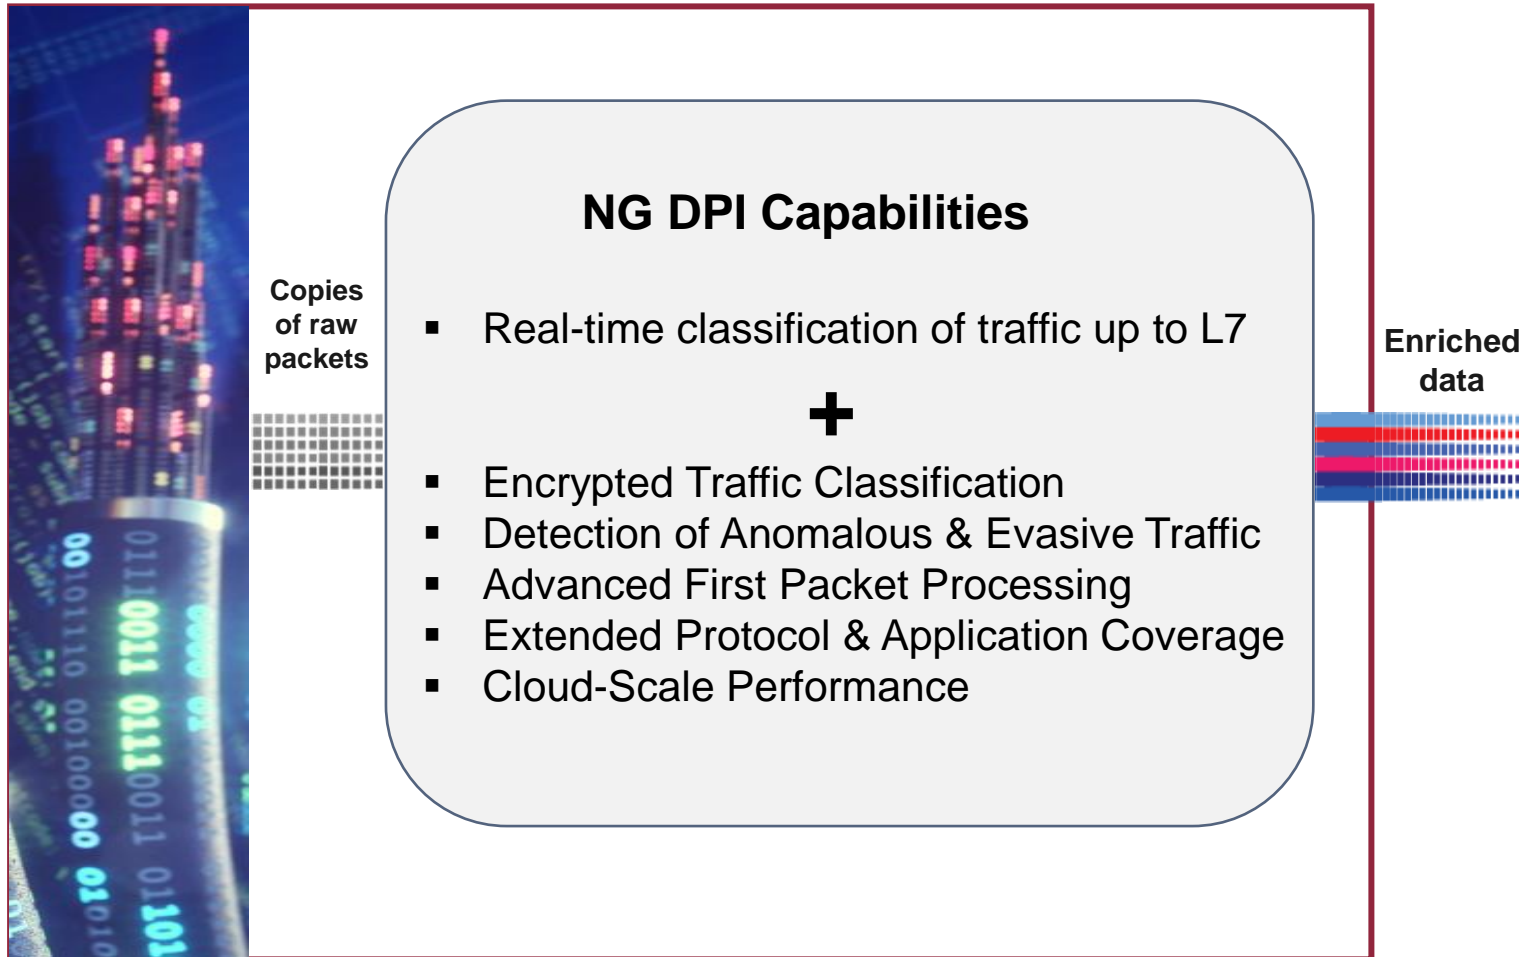 NG DPI Capabilities
Copies
of raw
packets
▪ Real-time classification of traffic up to L7
+
▪ Encrypted Traffic Classification
▪ Detection of Anomalous & Evasive Traffic
▪ Advanced First Packet Processing
▪ Extended Protocol & Application Coverage
▪ Cloud-Scale Performance
Enriched
data